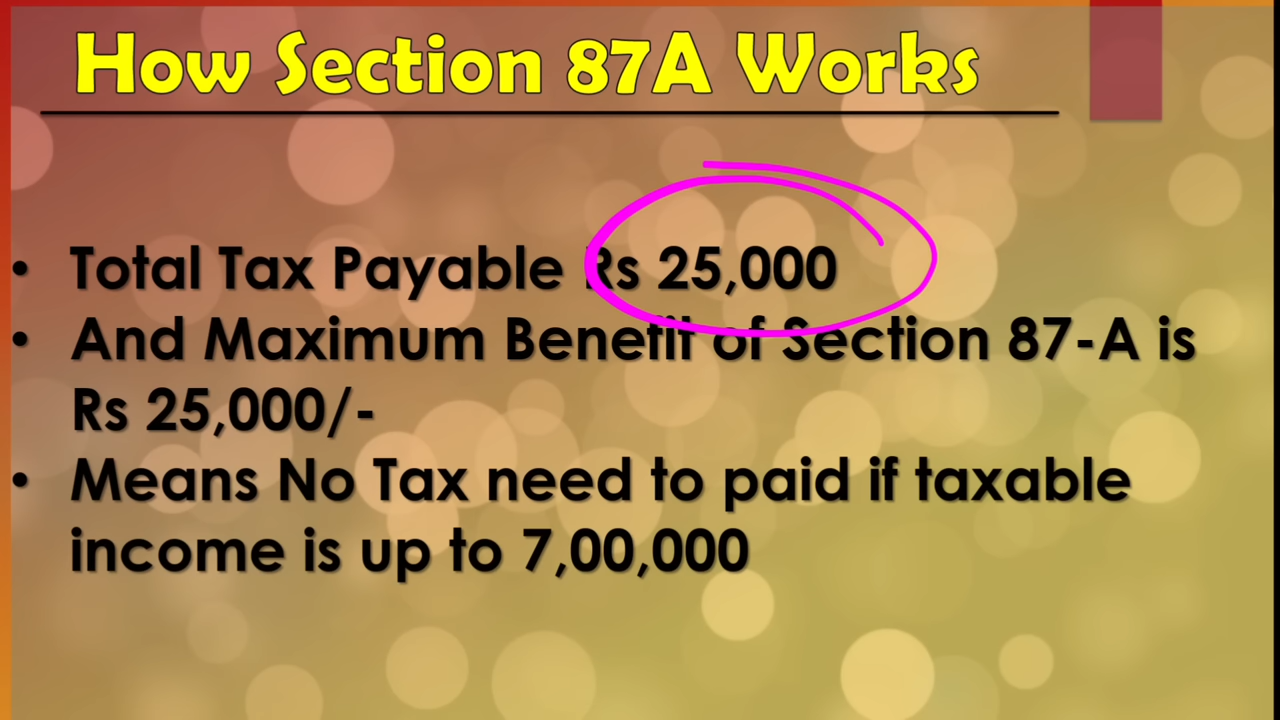 How Section 87A Works
• Total Tax Payable Rs 25,000
• And Maximum Benefit of Section 87-A is
Rs 25,000/-
• Means No Tax need to paid if taxable
income is up to 7,00,000